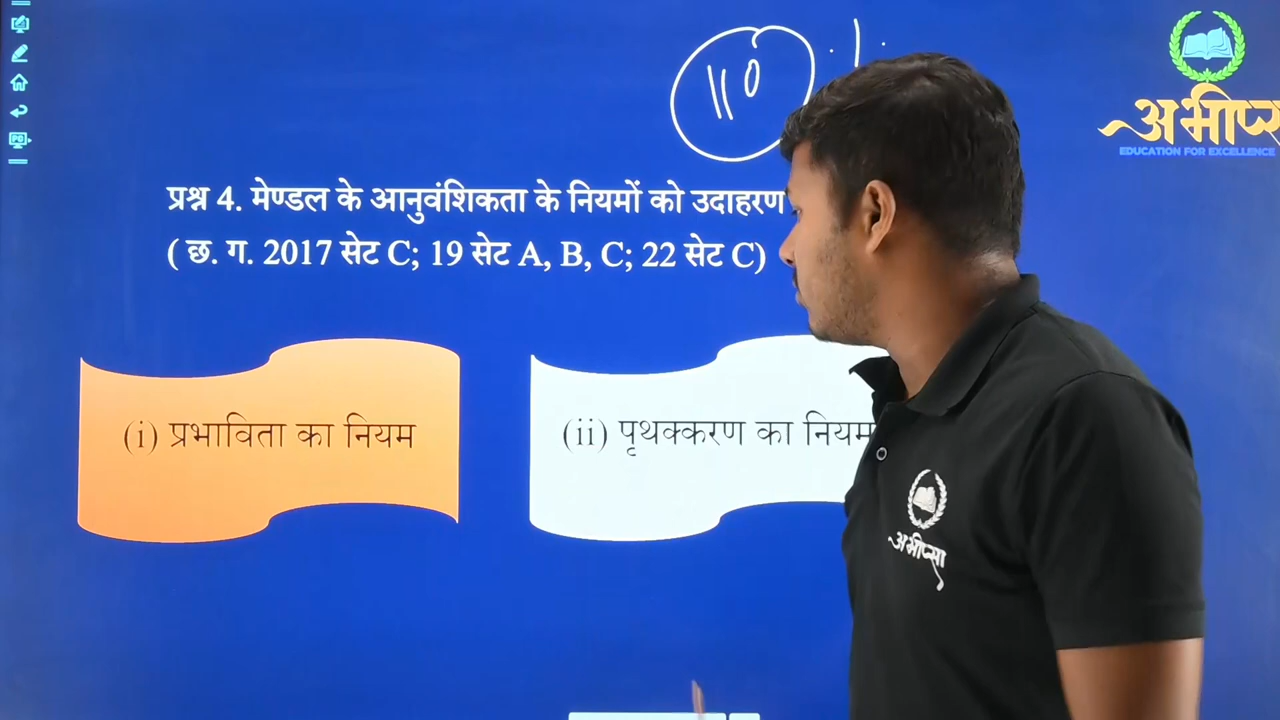 110
अभीप्स
EDUCATION FOR EXCELLENCE
प्रश्न 4. मेण्डल के आनुवंशिकता के नियमों को उदाहरण
( छ. ग. 2017 सेट C; 19 सेट A, B, C; 22 सेट C)
(i) प्रभाविता का नियम
(ii) पृथक्करण का नियम
अभीप्सा